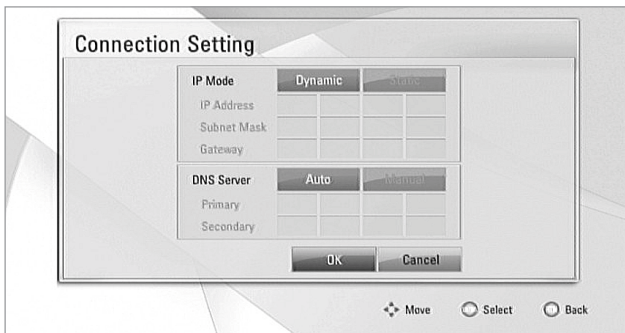 Connection Setting
IP Mode Dynamic Static
IP Address
Subnet Mask
Gateway
DNS Server Auto Manual
Primary
Secondary
OK Cancel
Move Select Back